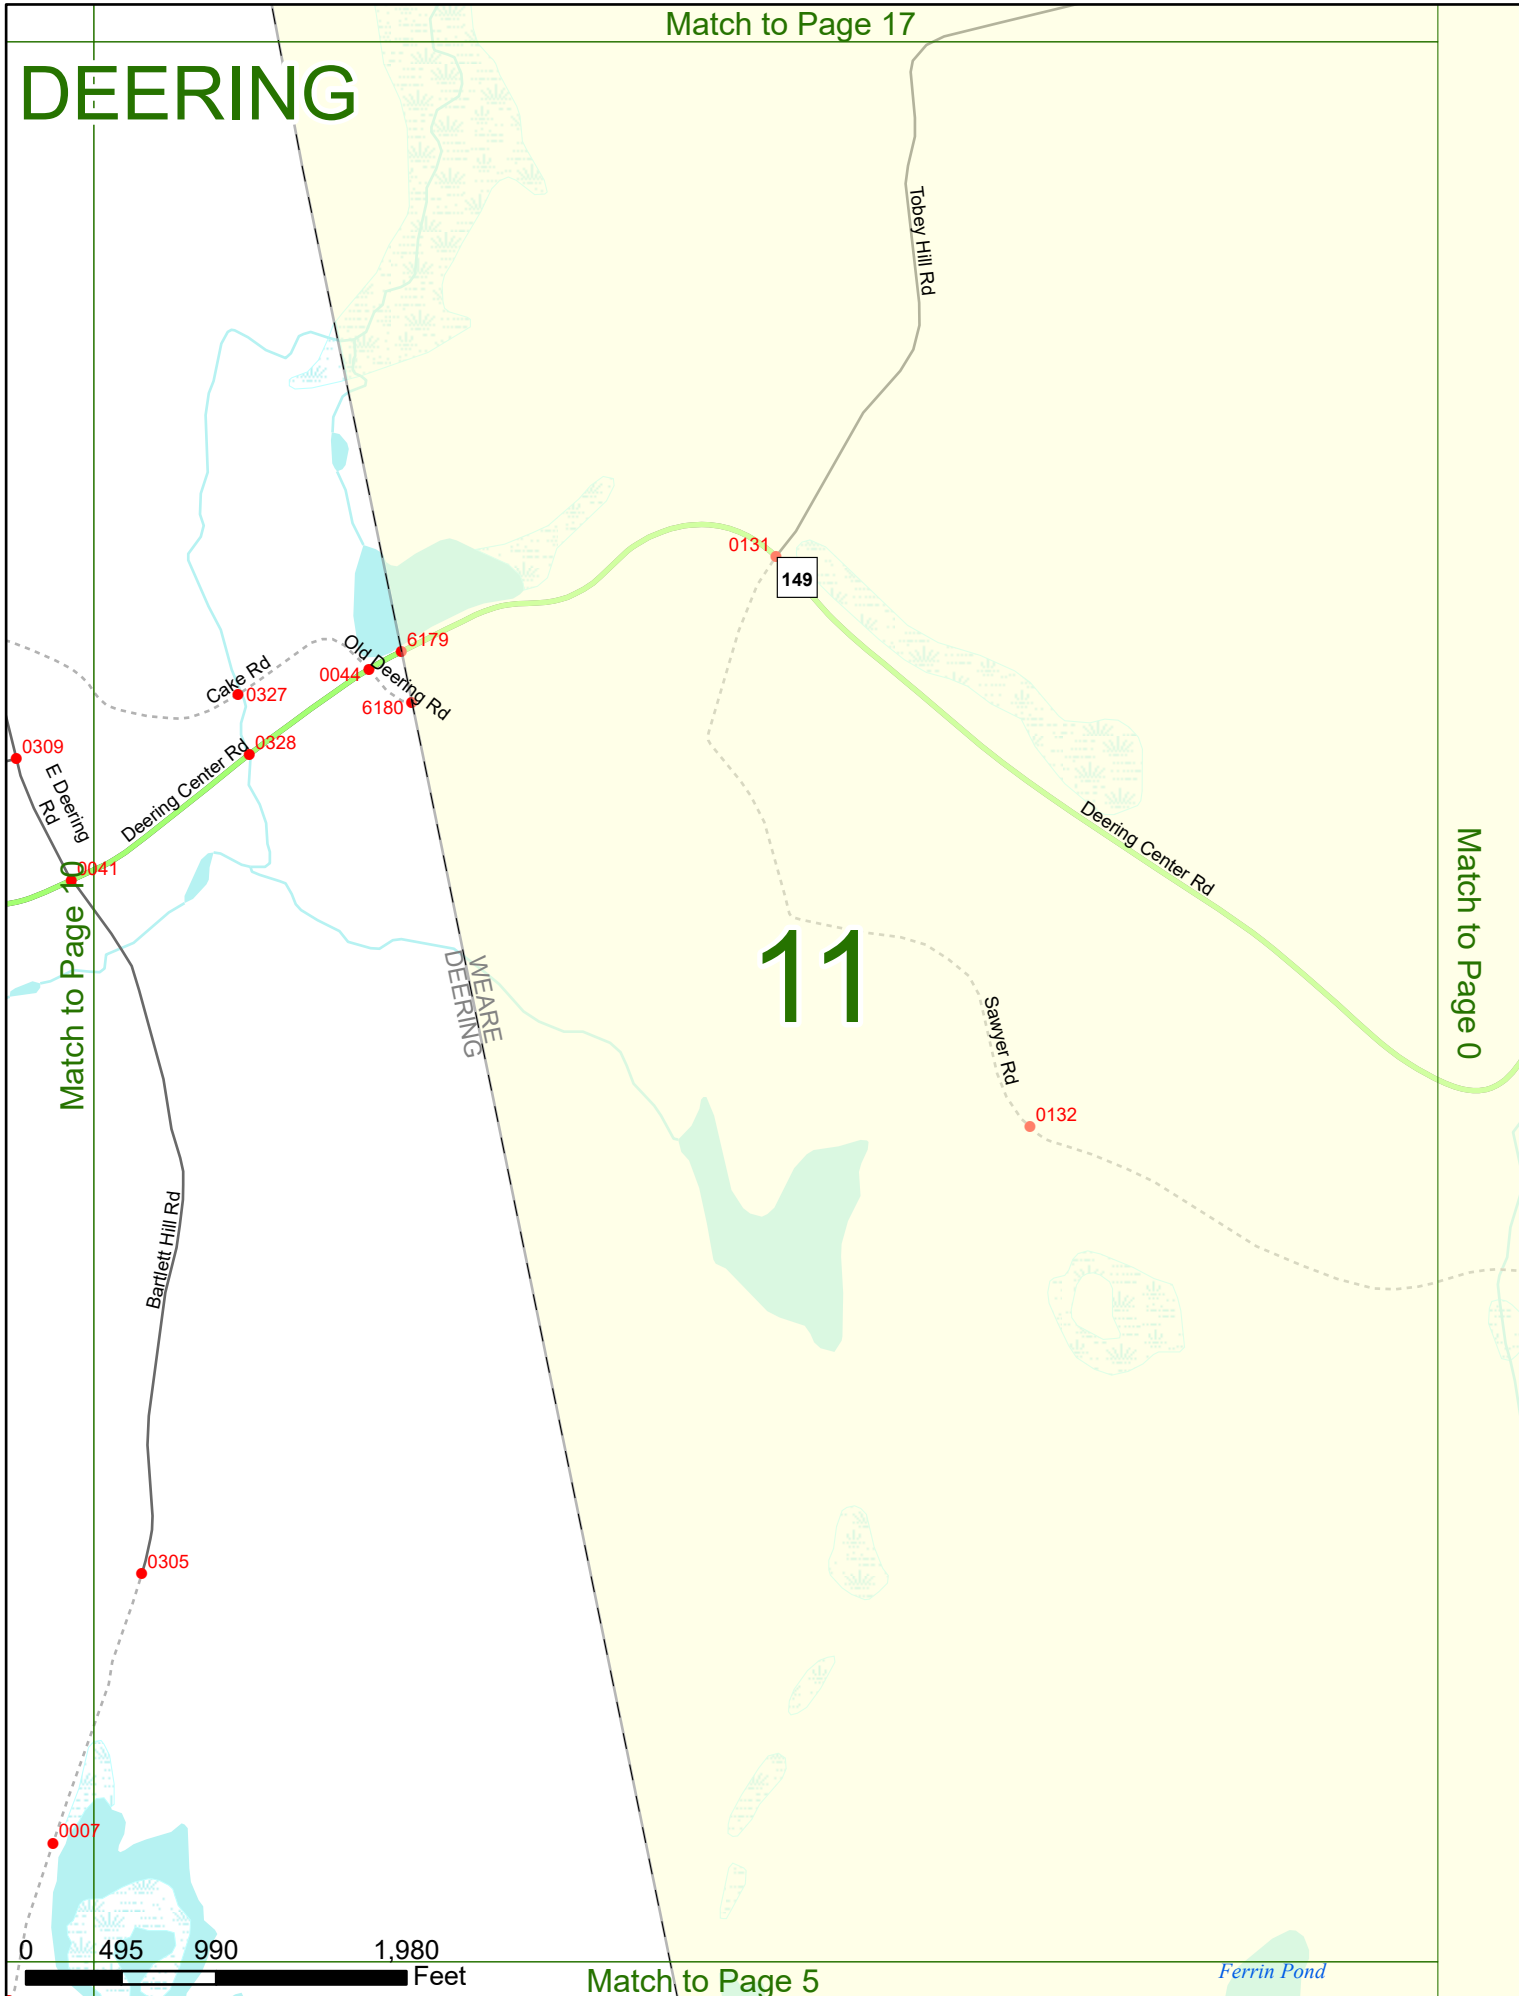 Match to Page 17
DEERING
Tobey Hill Rd
0131
149
6179
Old Deering Rd
0044
Cake Rd
0327
6180
0328
0309
E Deering
Rd
Deering Center Rd
Deering Center Rd
0041
Match to Page 10
Match to Page 0
11
WEARE
DEERING
Sawyer Rd
0132
Bartlett Hill Rd
0305
0007
0 495 990 1,980
Feet
Match to Page 5
Ferrin Pond